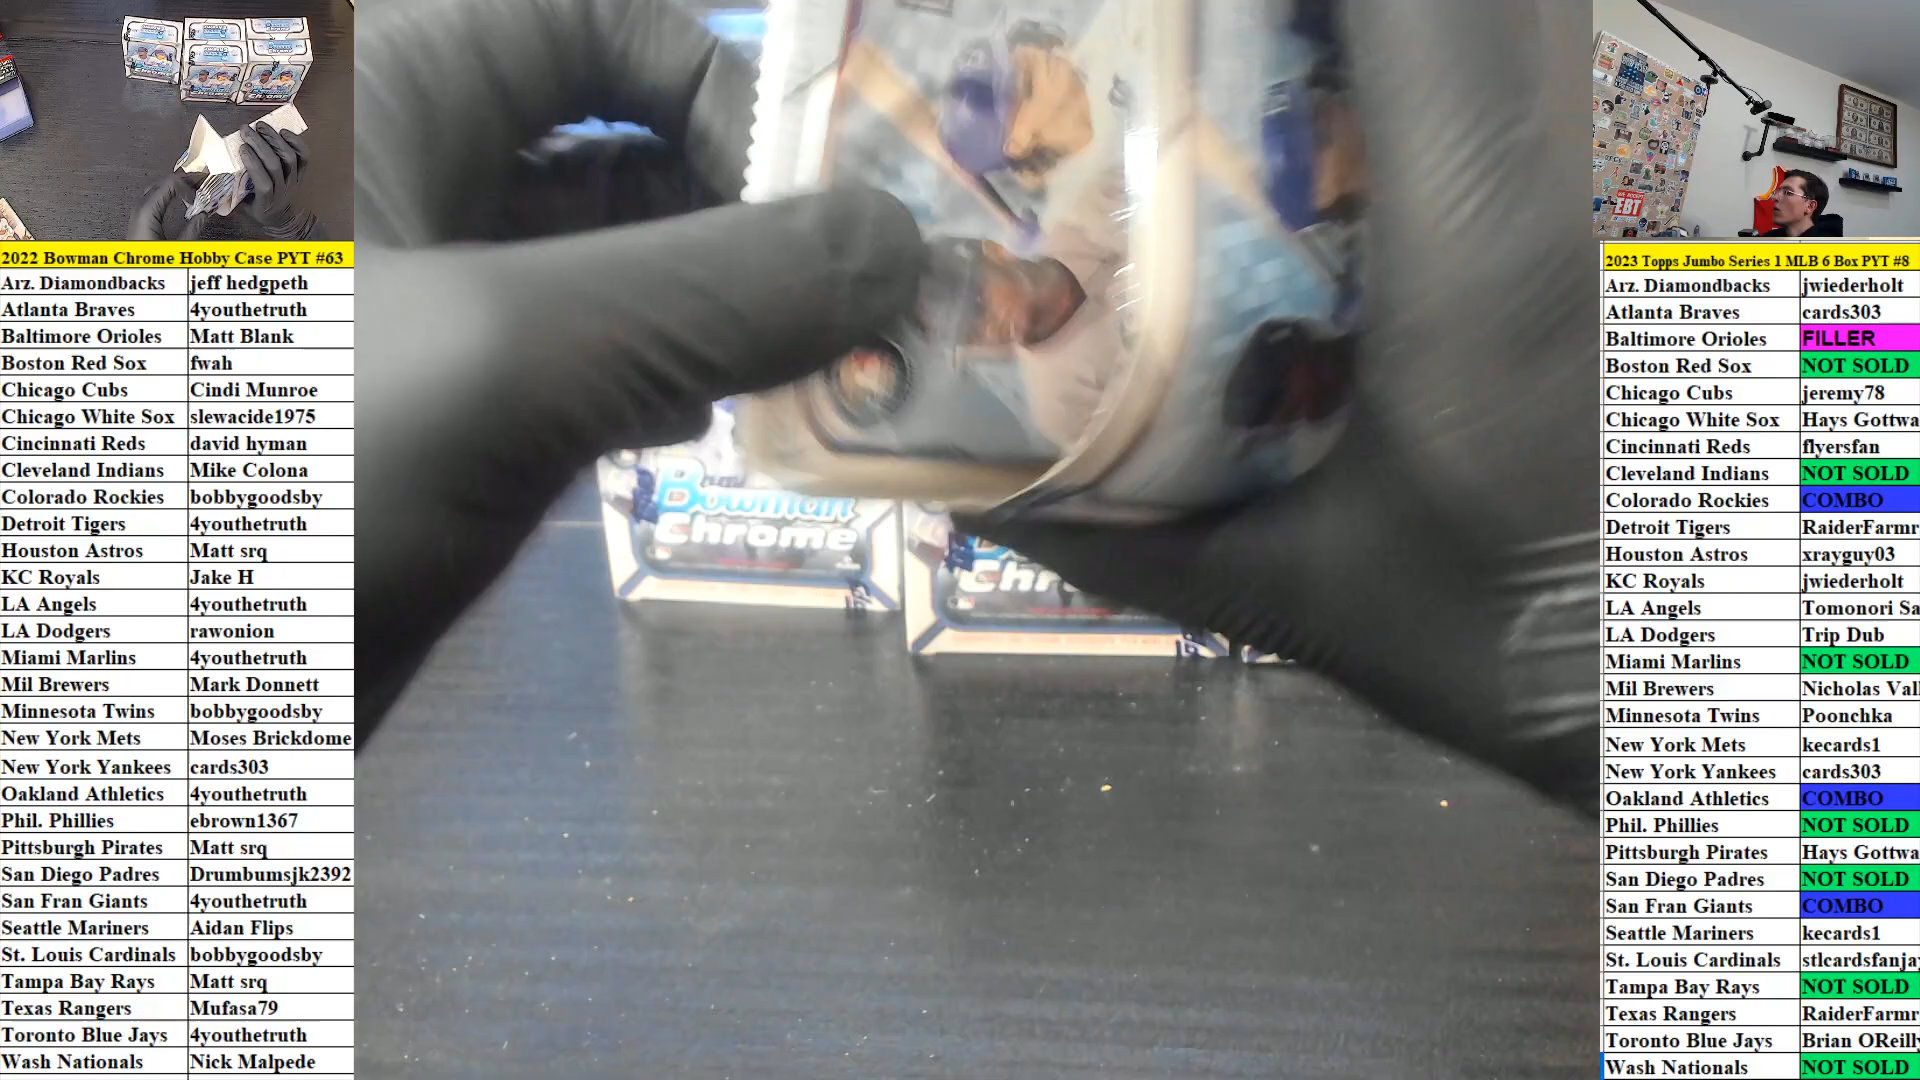 2022 Bowman Chrome Hobby Case PYT #63
Arz. Diamondbacks jeff hedgpeth
Atlanta Braves 4youthetruth
Baltimore Orioles Matt Blank
Boston Red Sox fwah
Chicago Cubs Cindi Munroe
Chicago White Sox slewacide1975
Cincinnati Reds david hyman
Cleveland Indians Mike Colona
Colorado Rockies bobbygoodsby
Detroit Tigers 4youthetruth
Houston Astros Matt srq
KC Royals Jake H
LA Angels 4youthetruth
LA Dodgers rawonion
Miami Marlins 4youthetruth
Mil Brewers Mark Donnett
Minnesota Twins bobbygoodsby
New York Mets Moses Brickdome
New York Yankees cards303
Oakland Athletics 4youthetruth
Phil. Phillies ebrown1367
Pittsburgh Pirates Matt srq
San Diego Padres Drumbumsjk2392
San Fran Giants 4youthetruth
Seattle Mariners Aidan Flips
St. Louis Cardinals bobbygoodsby
Tampa Bay Rays Matt srq
Texas Rangers Mufasa79
Toronto Blue Jays 4youthetruth
Wash Nationals Nick Malpede
Bowman
Chrome
EBT
2023 Topps Jumbo Series 1 MLB 6 Box PYT #8
Arz. Diamondbacks jwiederholt
Atlanta Braves cards303
Baltimore Orioles FILLER
Boston Red Sox NOT SOLD
Chicago Cubs jeremy78
Chicago White Sox Hays Gottwa
Cincinnati Reds flyersfan
Cleveland Indians NOT SOLD
Colorado Rockies COMBO
Detroit Tigers RaiderFarmr
Houston Astros xrayguy03
KC Royals jwiederholt
LA Angels Tomonori Sa
LA Dodgers Trip Dub
Miami Marlins NOT SOLD
Mil Brewers Nicholas Val
Minnesota Twins Poonchka
New York Mets kecards1
New York Yankees cards303
Oakland Athletics COMBO
Phil. Phillies NOT SOLD
Pittsburgh Pirates Hays Gottwa
San Diego Padres NOT SOLD
San Fran Giants COMBO
Seattle Mariners kecards1
St. Louis Cardinals stlcardsfanja
Tampa Bay Rays NOT SOLD
Texas Rangers RaiderFarmr
Toronto Blue Jays Brian OReilly
Wash Nationals NOT SOLD